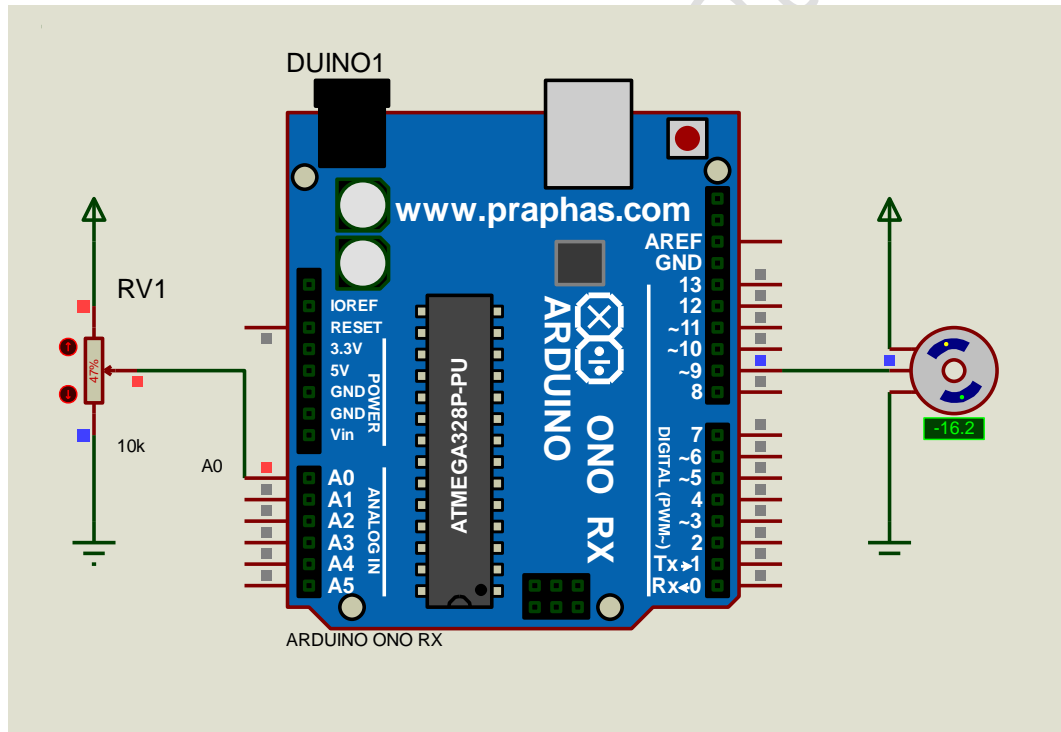 DUINO1
www.praphas.com
RV1
47%
10k
A0
IOREF
RESET
3.3V
5V
GND
GND
Vin
POWER
A0
A1
A2
A3
A4
A5
ANALOG IN
ATMEGA328P-PU
ARDUINO
ONO RX
AREF
GND
13
12
~11
~10
~9
8
7
~6
~5
4
~3
2
Tx▸1
Rx◂0
DIGITAL (PWM~)
-16.2
ARDUINO ONO RX